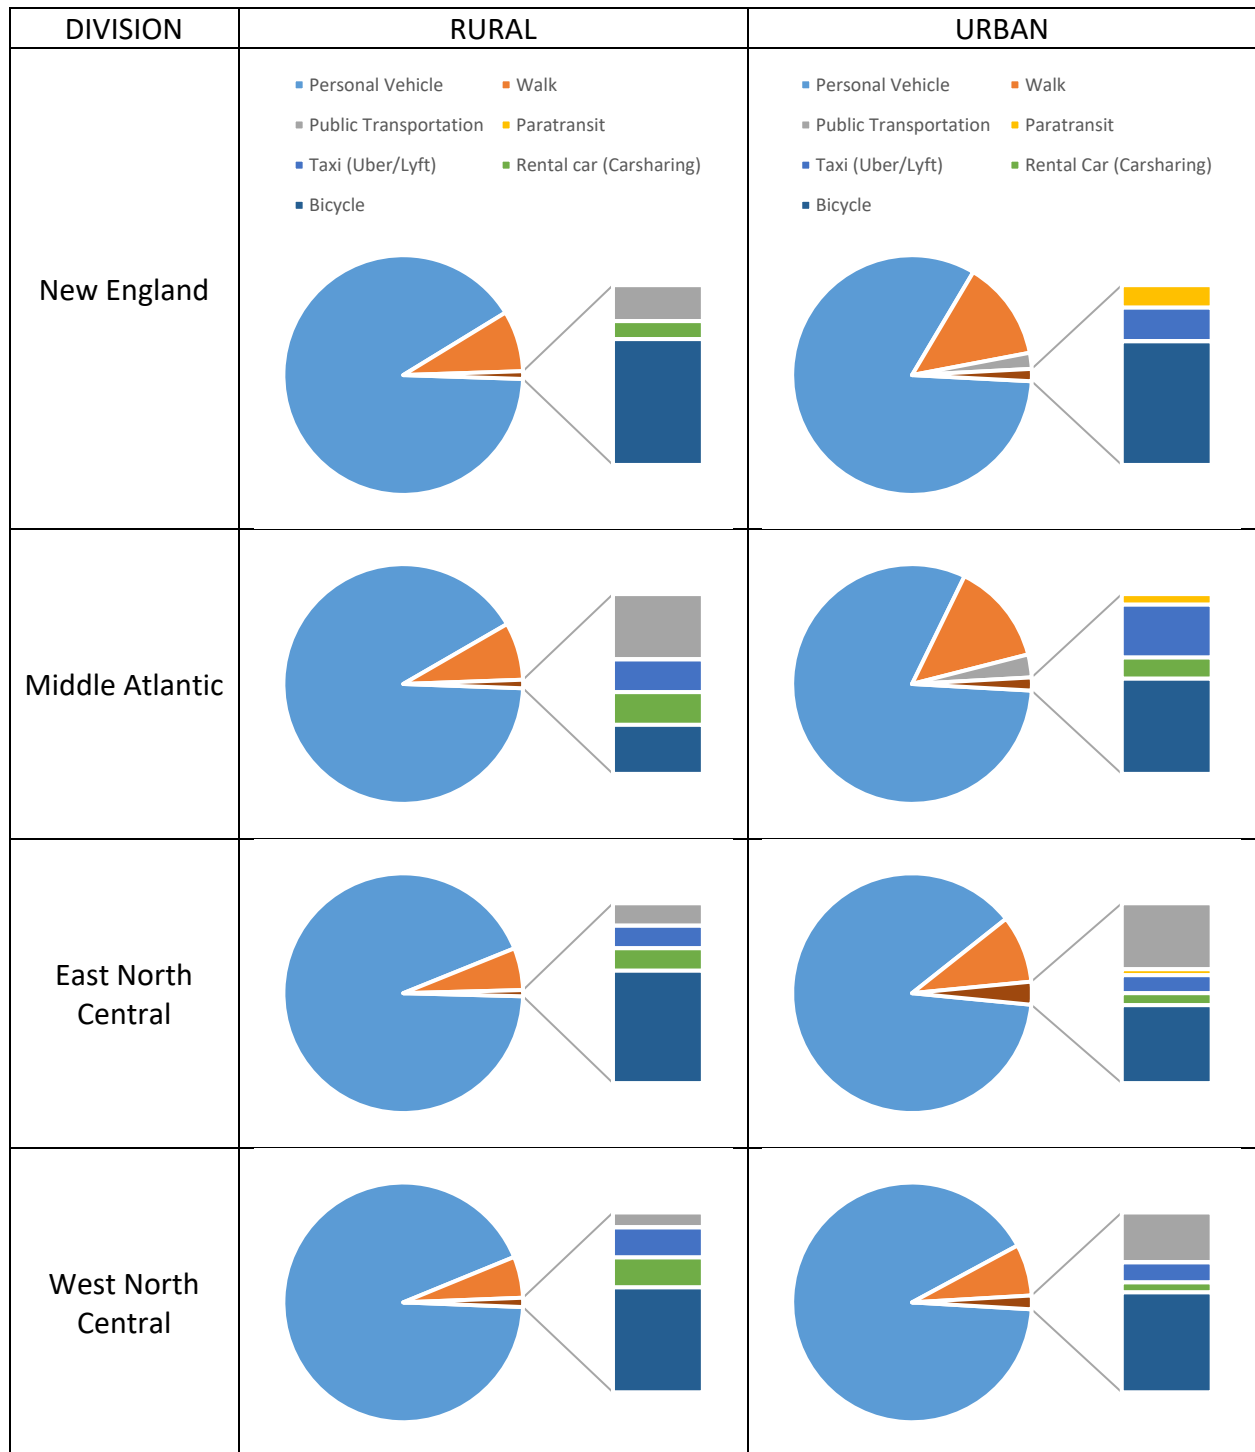 DIVISION
RURAL
URBAN
New England
Personal Vehicle
Walk
Public Transportation
Paratransit
Taxi (Uber/Lyft)
Rental car (Carsharing)
Bicycle
Personal Vehicle
Walk
Public Transportation
Paratransit
Taxi (Uber/Lyft)
Rental Car (Carsharing)
Bicycle
Middle Atlantic
East North
Central
West North
Central